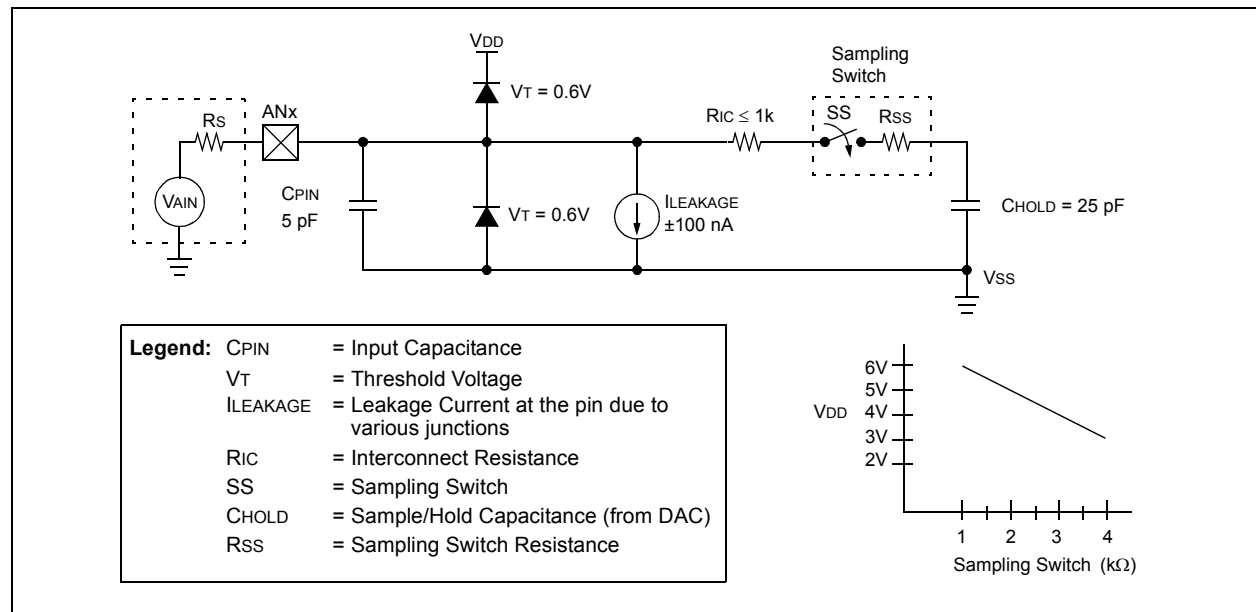 VDD
Sampling
Switch
VT = 0.6V
RS
ANx
RIC ≤ 1k
SS
RSS
VAIN
CPIN
5 pF
VT = 0.6V
ILEAKAGE
±100 nA
CHOLD = 25 pF
VSS
Legend: CPIN = Input Capacitance
VT = Threshold Voltage
ILEAKAGE = Leakage Current at the pin due to
various junctions
RIC = Interconnect Resistance
SS = Sampling Switch
CHOLD = Sample/Hold Capacitance (from DAC)
RSS = Sampling Switch Resistance
6V
5V
VDD 4V
3V
2V
1 2 3 4
Sampling Switch (kΩ)